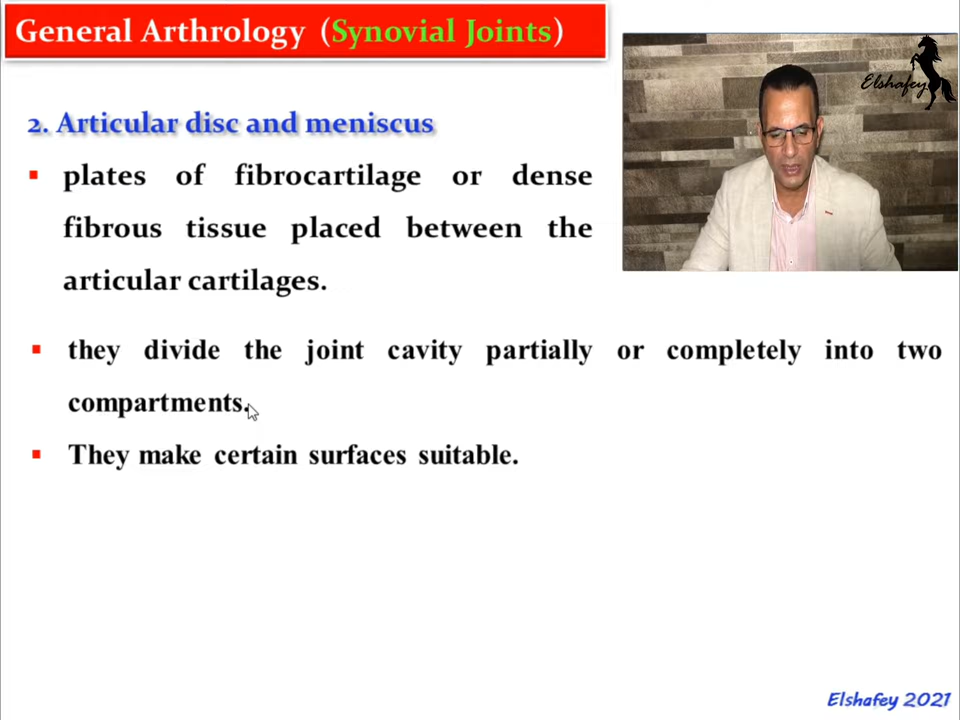 General Arthrology (Synovial Joints)
Elshafey
2. Articular disc and meniscus
▪ plates of fibrocartilage or dense
fibrous tissue placed between the
articular cartilages.
▪ they divide the joint cavity partially or completely into two
compartments.
▪ They make certain surfaces suitable.
Elshafey 2021